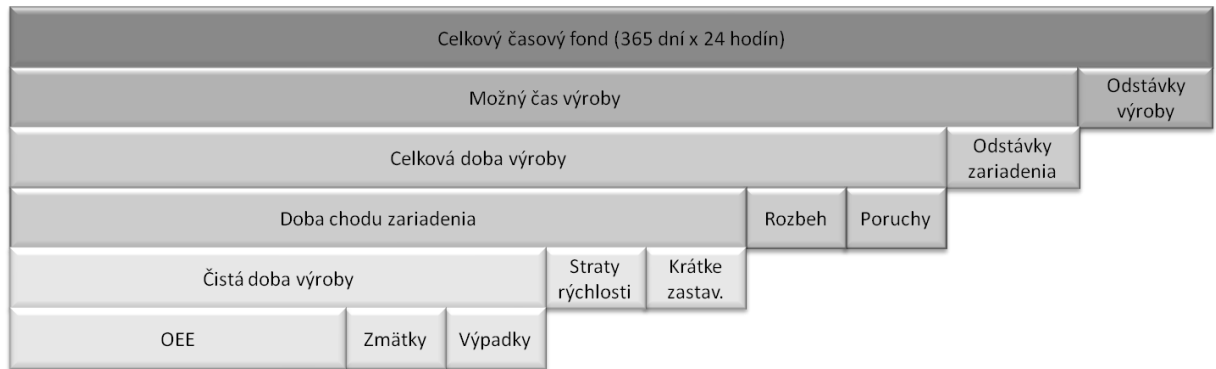 Celkový časový fond (365 dní x 24 hodín)
Možný čas výroby
Odstávky
výroby
Celková doba výroby
Odstávky
zariadenia
Doba chodu zariadenia
Rozbeh
Poruchy
Čistá doba výroby
Straty
rýchlosti
Krátke
zastav.
OEE
Zmätky
Výpadky